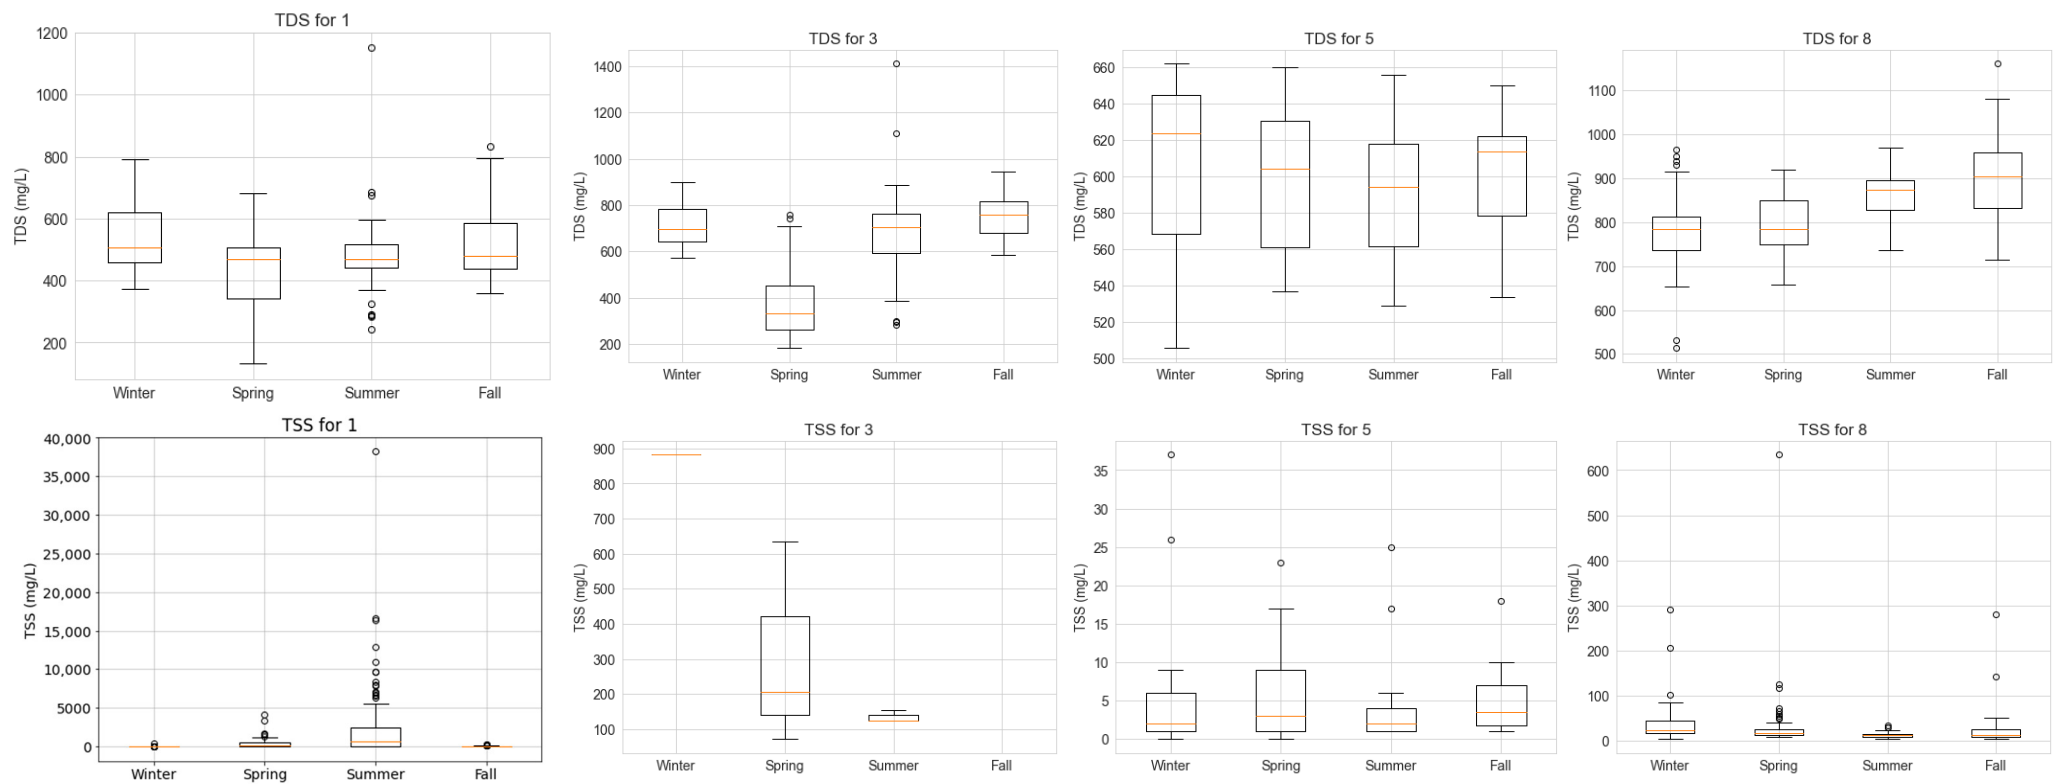 TDS for 1
TDS (mg/L)
1200
1000
800
600
400
200
Winter Spring Summer Fall
TDS for 3
TDS (mg/L)
1400
1200
1000
800
600
400
200
Winter Spring Summer Fall
TDS for 5
TDS (mg/L)
660
640
620
600
580
560
540
520
500
Winter Spring Summer Fall
TDS for 8
TDS (mg/L)
1100
1000
900
800
700
600
500
Winter Spring Summer Fall
TSS for 1
TSS (mg/L)
40,000
35,000
30,000
25,000
20,000
15,000
10,000
5000
0
Winter Spring Summer Fall
TSS for 3
TSS (mg/L)
900
800
700
600
500
400
300
200
100
Winter Spring Summer Fall
TSS for 5
TSS (mg/L)
35
30
25
20
15
10
5
0
Winter Spring Summer Fall
TSS for 8
TSS (mg/L)
600
500
400
300
200
100
0
Winter Spring Summer Fall